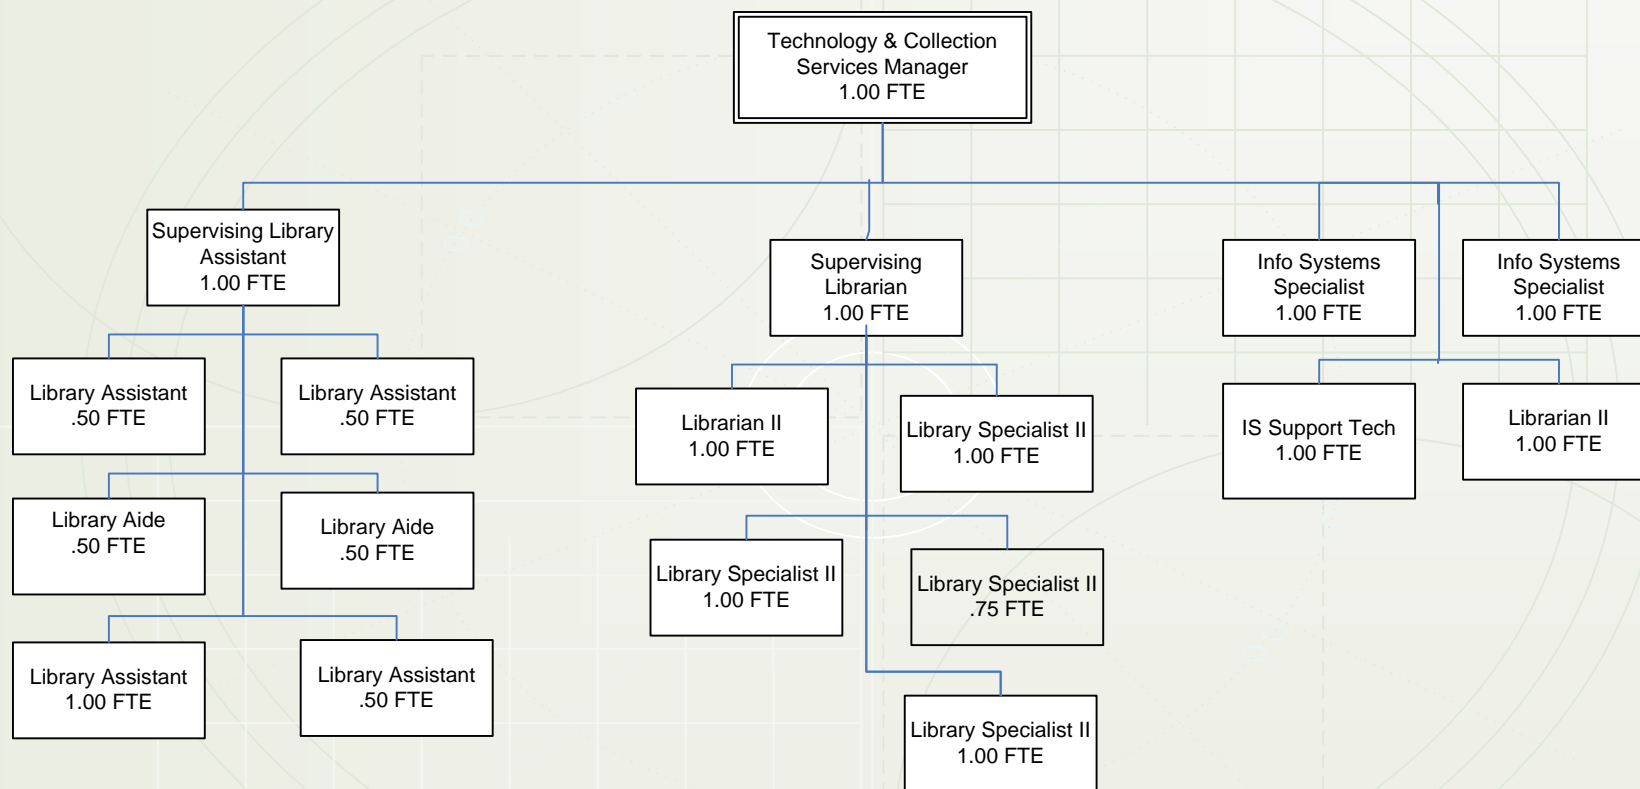 Technology & Collection
Services Manager
1.00 FTE
Supervising Library
Assistant
1.00 FTE
Supervising
Librarian
1.00 FTE
Info Systems
Specialist
1.00 FTE
Info Systems
Specialist
1.00 FTE
Library Assistant
.50 FTE
Library Assistant
.50 FTE
Librarian II
1.00 FTE
Library Specialist II
1.00 FTE
IS Support Tech
1.00 FTE
Librarian II
1.00 FTE
Library Aide
.50 FTE
Library Aide
.50 FTE
Library Specialist II
1.00 FTE
Library Specialist II
.75 FTE
Library Assistant
1.00 FTE
Library Assistant
.50 FTE
Library Specialist II
1.00 FTE